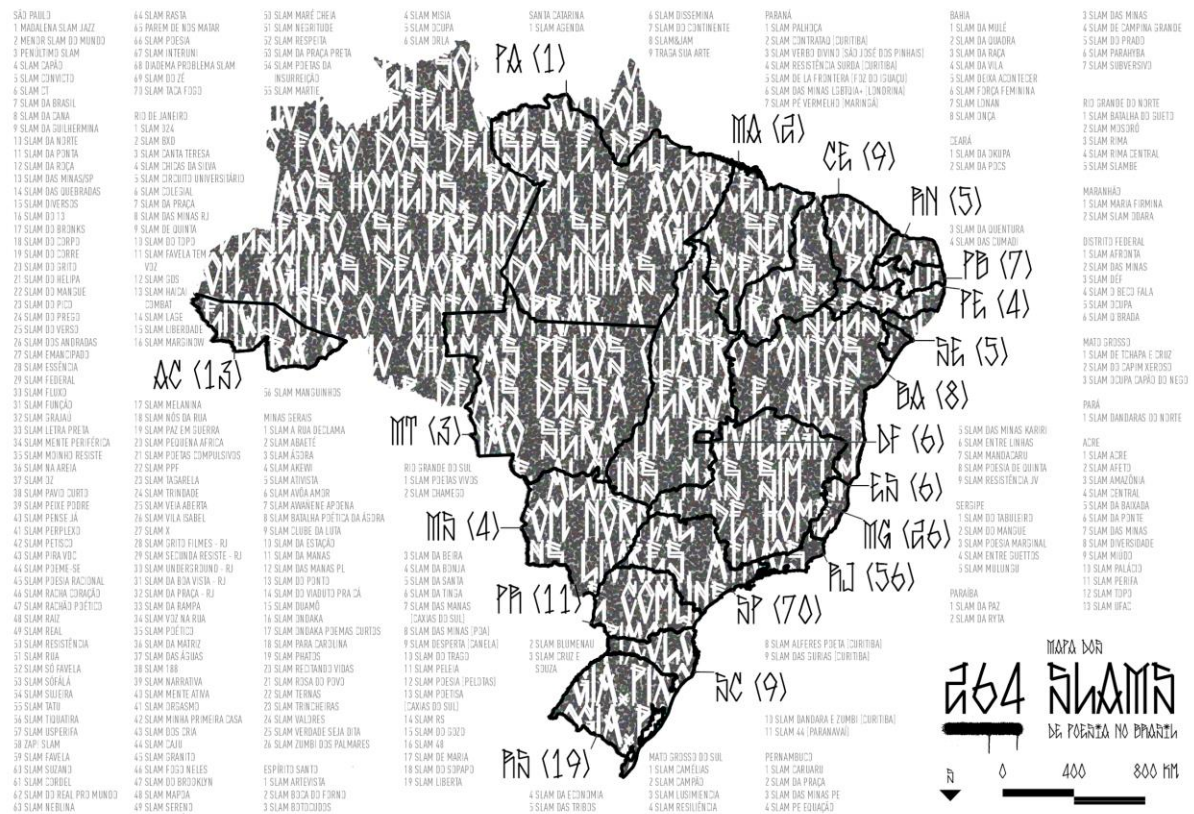 SÃO PAULO
1 MADALENA SLAM JAZZ
2 MENOR SLAM DO MUNDO
3 PENÚLTIMO SLAM
4 SLAM CAPÃO
5 SLAM CONVICTO
6 SLAM CT
7 SLAM DA BRASIL
8 SLAM DA CANA
9 SLAM DA GUILHERMINA
10 SLAM DA NORTE
11 SLAM DA PONTA
12 SLAM DA ROÇA
13 SLAM DAS MINAS/SP
14 SLAM DAS QUEBRADAS
15 SLAM DIVERSOS
16 SLAM DO 13
17 SLAM DO BRONKS
18 SLAM DO CORPO
19 SLAM DO CORRE
20 SLAM DO GRITO
21 SLAM DO HELIPA
22 SLAM DO MANGUE
23 SLAM DO PICO
24 SLAM DO PREGO
25 SLAM DO VERSO
26 SLAM DOS ANDRADAS
27 SLAM EMANCIPADO
28 SLAM ESSÊNCIA
29 SLAM FEDERAL
30 SLAM FLUXO
31 SLAM FUNÇÃO
32 SLAM GRAJAÚ
33 SLAM LETRA PRETA
34 SLAM MENTE PERIFÉRICA
35 SLAM MOINHO RESISTE
36 SLAM NA AREIA
37 SLAM OZ
38 SLAM PAVIO CURTO
39 SLAM PEIXE PODRE
40 SLAM PENSE JÁ
41 SLAM PERPLEXO
42 SLAM PETISCO
43 SLAM PIRA VOC
44 SLAM POEME-SE
45 SLAM POESIA RACIONAL
46 SLAM RACHA CORAÇÃO
47 SLAM RACHÃO POÉTICO
48 SLAM RAIZ
49 SLAM REAL
50 SLAM RESISTÊNCIA
51 SLAM RUA
52 SLAM SÓ FAVELA
53 SLAM SÓFÁLÁ
54 SLAM SUJEIRA
55 SLAM TATU
56 SLAM TIQUATIRA
57 SLAM USPERIFA
58 ZAP! SLAM
59 SLAM FAVELA
60 SLAM SUZANO
61 SLAM CORDEL
62 SLAM DO REAL PRO MUNDO
63 SLAM NEBLINA
64 SLAM RASTA
65 PAREM DE NOS MATAR
66 SLAM POESIA
67 SLAM INTERUNI
68 DIADEMA PROBLEMA SLAM
69 SLAM DO ZÉ
70 SLAM TACA FOGO
RIO DE JANEIRO
1 SLAM 024
2 SLAM BXD
3 SLAM CANTA TERESA
4 SLAM CHICAS DA SILVA
5 SLAM CIRCUITO UNIVERSITÁRIO
6 SLAM COLEGIAL
7 SLAM DA PRAÇA
8 SLAM DAS MINAS RJ
9 SLAM DE QUINTA
10 SLAM DO TOPO
11 SLAM FAVELA TEM
VOZ
12 SLAM GDS
13 SLAM HAICAI
COMBAT
14 SLAM LAGE
15 SLAM LIBERDADE
16 SLAM MARGINOW
17 SLAM MELANINA
18 SLAM NÓS DA RUA
19 SLAM PAZ EM GUERRA
20 SLAM PEQUENA ÁFRICA
21 SLAM POETAS COMPULSIVOS
22 SLAM PPF
23 SLAM TAGARELA
24 SLAM TRINDADE
25 SLAM VEIA ABERTA
26 SLAM VILA ISABEL
27 SLAM X
28 SLAM GRITO FILMES - RJ
29 SLAM SECUNDA RESISTE - RJ
30 SLAM UNDERGROUND - RJ
31 SLAM DA BOA VISTA - RJ
32 SLAM DA PRAÇA - RJ
33 SLAM DA RAMPA
34 SLAM VOZ NA RUA
35 SLAM POÉTICO
36 SLAM DA MATRIZ
37 SLAM DAS ÁGUAS
38 SLAM 188
39 SLAM NARRATIVA
40 SLAM MENTE ATIVA
41 SLAM ORGASMO
42 SLAM MINHA PRIMEIRA CASA
43 SLAM DOS CRIA
44 SLAM CAJU
45 SLAM GRANITO
46 SLAM FOGO NELES
47 SLAM DO BROOKLYN
48 SLAM MAPOA
49 SLAM SERENO
50 SLAM MARÉ CHEIA
51 SLAM NEGRITUDE
52 SLAM RESPEITA
53 SLAM DA PRAÇA PRETA
54 SLAM POETAS DA
INSURREIÇÃO
55 SLAM MARTIE
56 SLAM MANGUINHOS
MINAS GERAIS
1 SLAM A RUA DECLAMA
2 SLAM ABAETÉ
3 SLAM ÁGORA
4 SLAM AKEWI
5 SLAM ATIVISTA
6 SLAM AVÔA AMOR
7 SLAM AWAÑENE APOENA
8 SLAM BATALHA POÉTICA DA ÁGORA
9 SLAM CLUBE DA LUTA
10 SLAM DA ESTAÇÃO
11 SLAM DA MANAS
12 SLAM DAS MANAS PL
13 SLAM DO PONTO
14 SLAM DO VIADUTO PRA CÁ
15 SLAM DUAMÔ
16 SLAM ONDAKA
17 SLAM ONDAKA POEMAS CURTOS
18 SLAM PARA CAROLINA
19 SLAM PHATOS
20 SLAM RECITANDO VIDAS
21 SLAM ROSA DO POVO
22 SLAM TERNAS
23 SLAM TRINCHEIRAS
24 SLAM VALORES
25 SLAM VERDADE SEJA DITA
26 SLAM ZUMBI DOS PALMARES
ESPÍRITO SANTO
1 SLAM ARTEVISTA
2 SLAM BOCA DO FORNO
3 SLAM BOTOCUDOS
4 SLAM MISIA
5 SLAM OCUPA
6 SLAM ORLA
RIO GRANDE DO SUL
1 SLAM POETAS VIVOS
2 SLAM CHAMEGO
3 SLAM DA BEIRA
4 SLAM DA BONJA
5 SLAM DA SANTA
6 SLAM DA TINGA
7 SLAM DAS MANAS
(CAXIAS DO SUL)
8 SLAM DAS MINAS [POA]
9 SLAM DESPERTA [CANELA]
10 SLAM DO TRAGO
11 SLAM PELEIA
12 SLAM POESIA [PELOTAS]
13 SLAM POETISA
(CAXIAS DO SUL)
14 SLAM RS
15 SLAM DO GOZO
16 SLAM 48
17 SLAM DE MARIA
18 SLAM DO SOPAPO
19 SLAM LIBERTA
SANTA CATARINA
1 SLAM AGENDA
2 SLAM BLUMENAU
3 SLAM CRUZ E
SOUZA
4 SLAM DA ECONOMIA
5 SLAM DAS TRIBOS
6 SLAM DISSEMINA
7 SLAM DO CONTINENTE
8 SLAM&JAM
9 TRAGA SUA ARTE
MATO GROSSO DO SUL
1 SLAM CAMÉLIAS
2 SLAM CAMPÃO
3 SLAM LUSIMIENCIA
4 SLAM RESILIÊNCIA
PARANÁ
1 SLAM PALHOÇA
2 SLAM CONTRATAQ [CURITIBA]
3 SLAM VERBO DIVINO [SÃO JOSÉ DOS PINHAIS]
4 SLAM RESISTÊNCIA SURDA [CURITIBA]
5 SLAM DE LA FRONTERA [FOZ DO IGUAÇU]
6 SLAM DAS MINAS LGBTQIA+ [LONDRINA]
7 SLAM PÉ VERMELHO [MARINGÁ]
8 SLAM ALFERES POETA [CURITIBA]
9 SLAM DAS GURIAS [CURITIBA]
10 SLAM DANDARA E ZUMBI [CURITIBA]
11 SLAM 44 [PARANAVAÍ]
PERNAMBUCO
1 SLAM CARUARU
2 SLAM DA PRAÇA
3 SLAM DAS MINAS PE
4 SLAM PE EQUAÇÃO
BAHIA
1 SLAM DA MULÉ
2 SLAM DA QUADRA
3 SLAM DA RAÇA
4 SLAM DA VILA
5 SLAM DEIXA ACONTECER
6 SLAM FORÇA FEMININA
7 SLAM LONAN
8 SLAM ONÇA
CEARÁ
1 SLAM DA OKUPA
2 SLAM DA POCS
3 SLAM DA QUENTURA
4 SLAM DAS CUMADI
5 SLAM DAS MINAS KARIRI
6 SLAM ENTRE LINHAS
7 SLAM MANDACARU
8 SLAM POESIA DE QUINTA
9 SLAM RESISTÊNCIA JV
SERGIPE
1 SLAM DO TABULEIRO
2 SLAM DO MANGUE
3 SLAM POESIA MARGINAL
4 SLAM ENTRE GUETTOS
5 SLAM MULUNGU
PARAÍBA
1 SLAM DA PAZ
2 SLAM DA RYTA
3 SLAM DAS MINAS
4 SLAM DE CAMPINA GRANDE
5 SLAM DO PRADO
6 SLAM PARAHYBA
7 SLAM SUBVERSIVO
RIO GRANDE DO NORTE
1 SLAM BATALHA DO GUETO
2 SLAM MOSORÓ
3 SLAM RIMA
4 SLAM RIMA CENTRAL
5 SLAM SLAMBE
MARANHÃO
1 SLAM MARIA FIRMINA
2 SLAM SLAM ODARA
DISTRITO FEDERAL
1 SLAM AFRONTA
2 SLAM DAS MINAS
3 SLAM DÉF
4 SLAM O BECO FALA
5 SLAM OCUPA
6 SLAM Q'BRADA
MATO GROSSO
1 SLAM DE TCHAPA E CRUZ
2 SLAM DO CAPIM XEROSO
3 SLAM OCUPA CAPÃO DO NEGO
PARÁ
1 SLAM DANDARAS DO NORTE
ACRE
1 SLAM ACRE
2 SLAM AFETO
3 SLAM AMAZÔNIA
4 SLAM CENTRAL
5 SLAM DA BAIXADA
6 SLAM DA PONTE
7 SLAM DAS MINAS
8 SLAM DIVERSIDADE
9 SLAM MIÚDO
10 SLAM PALÁCIO
11 SLAM PERIFA
12 SLAM TOPO
13 SLAM UFAC
PA (1)
MA (2)
CE (9)
RN (5)
PB (7)
PE (4)
SE (5)
AC (13)
BA (8)
MT (3)
DF (6)
ES (6)
MS (4)
MG (26)
RJ (56)
PR (11)
SP (70)
SC (9)
RS (19)
FOGO DOS DEUSES E DEU
AOS HOMENS. PODEM ME ACORRENTAR
PRENDO SEM ÁGUA SEM
OM ÁGUIAS DEVORANDO MINHAS
CHAMAS PELOS QUATRO PONTOS
MAPA DOS
264 SLAMS
DE POESIA NO BRASIL
N
0 400 800 KM